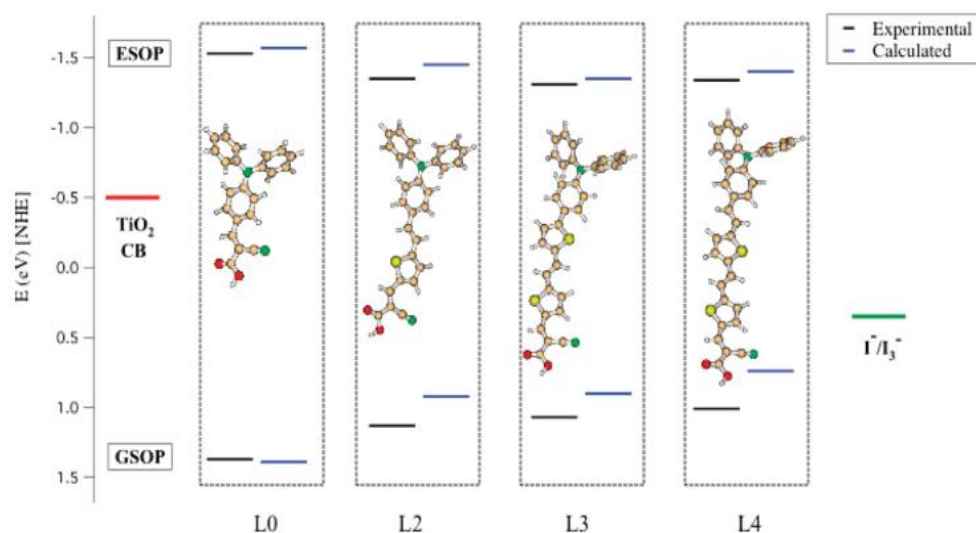 Experimental
Calculated
ESOP
-1.5
-1.0
-0.5
0.0
0.5
1.0
1.5
E (eV) [NHE]
TiO₂
CB
I⁻/I₃⁻
GSOP
L0
L2
L3
L4